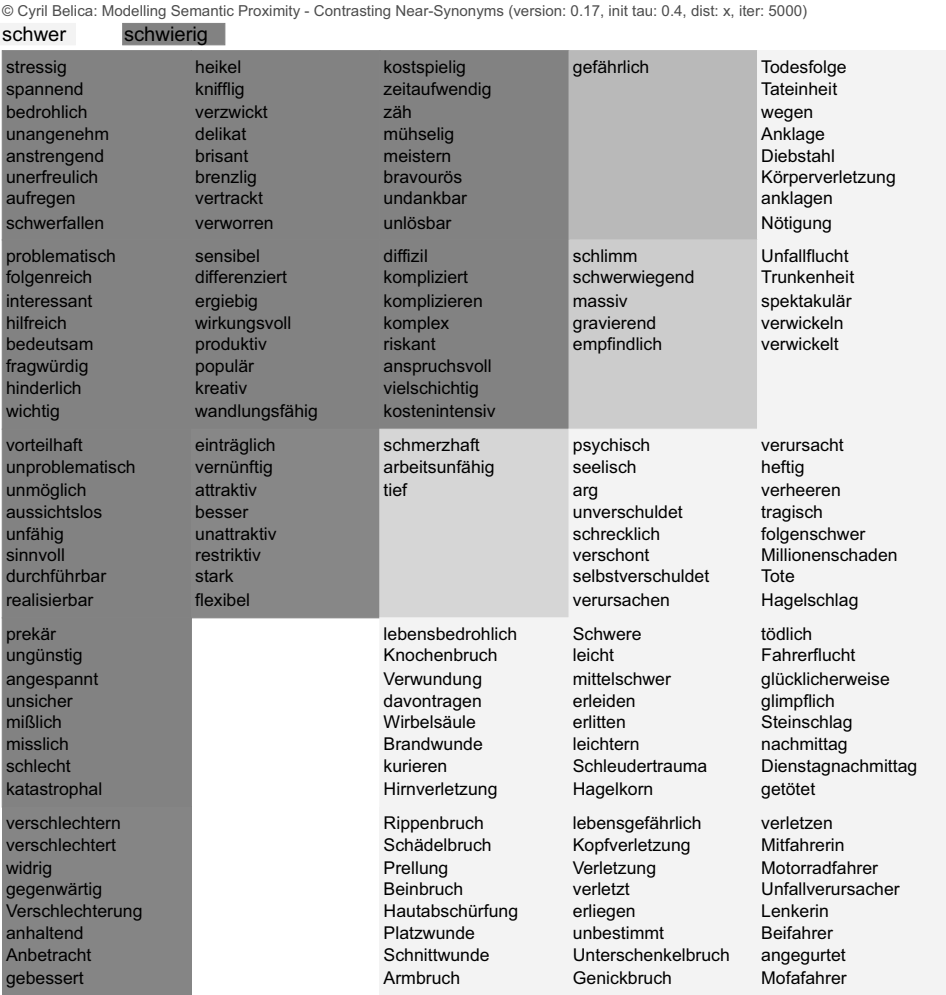 © Cyril Belica: Modelling Semantic Proximity - Contrasting Near-Synonyms (version: 0.17, init tau: 0.4, dist: x, iter: 5000)
schwer schwierig
stressig heikel kostspielig gefährlich Todesfolge
spannend knifflig zeitaufwendig Tateinheit
bedrohlich verzwickt zäh wegen
unangenehm delikat mühselig Anklage
anstrengend brisant meistern Diebstahl
unerfreulich brenzlig bravourös Körperverletzung
aufregen vertrackt undankbar anklagen
schwerfallen verworren unlösbar Nötigung
problematisch sensibel diffizil schlimm Unfallflucht
folgenreich differenziert kompliziert schwerwiegend Trunkenheit
interessant ergiebig komplizieren massiv spektakulär
hilfreich wirkungsvoll komplex gravierend verwickeln
bedeutsam produktiv riskant empfindlich verwickelt
fragwürdig populär anspruchsvoll
hinderlich kreativ vielschichtig
wichtig wandlungsfähig kostenintensiv
vorteilhaft einträglich schmerzhaft psychisch verursacht
unproblematisch vernünftig arbeitsunfähig seelisch heftig
unmöglich attraktiv tief arg verheeren
aussichtslos besser unverschuldet tragisch
unfähig unattraktiv schrecklich folgenschwer
sinnvoll restriktiv verschont Millionenschaden
durchführbar stark selbstverschuldet Tote
realisierbar flexibel verursachen Hagelschlag
prekär lebensbedrohlich Schwere tödlich
ungünstig Knochenbruch leicht Fahrerflucht
angespannt Verwundung mittelschwer glücklicherweise
unsicher davontragen erleiden glimpflich
mißlich Wirbelsäule erlitten Steinschlag
misslich Brandwunde leichtern nachmittag
schlecht kurieren Schleudertrauma Dienstagnachmittag
katastrophal Hirnverletzung Hagelkorn getötet
verschlechtern Rippenbruch lebensgefährlich verletzen
verschlechtert Schädelbruch Kopfverletzung Mitfahrerin
widrig Prellung Verletzung Motorradfahrer
gegenwärtig Beinbruch verletzt Unfallverursacher
Verschlechterung Hautabschürfung erliegen Lenkerin
anhaltend Platzwunde unbestimmt Beifahrer
Anbetracht Schnittwunde Unterschenkelbruch angegurtet
gebessert Armbruch Genickbruch Mofafahrer